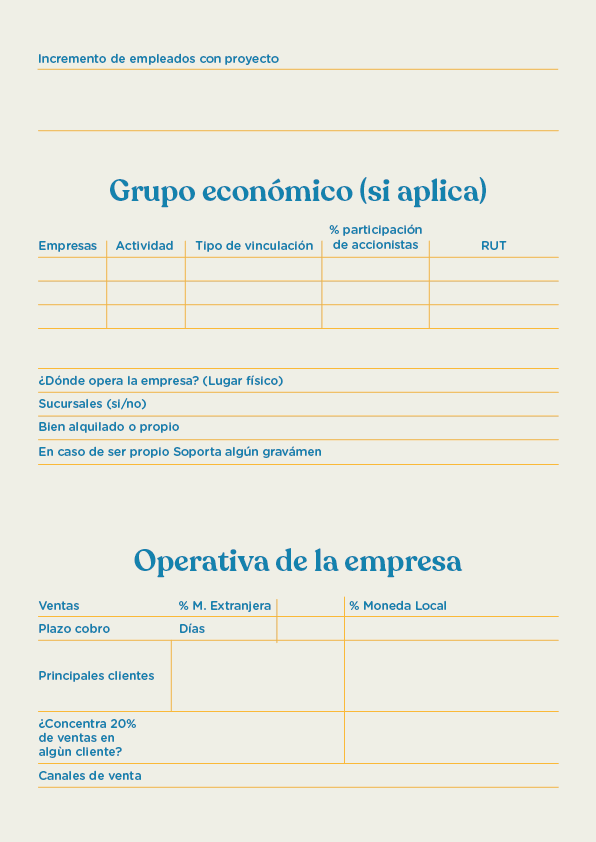 Incremento de empleados con proyecto
Grupo económico (si aplica)
% participación
Empresas Actividad Tipo de vinculación de accionistas RUT
¿Dónde opera la empresa? (Lugar físico)
Sucursales (si/no)
Bien alquilado o propio
En caso de ser propio Soporta algún gravámen
Operativa de la empresa
Ventas % M. Extranjera % Moneda Local
Plazo cobro Días
Principales clientes
¿Concentra 20%
de ventas en
algùn cliente?
Canales de venta